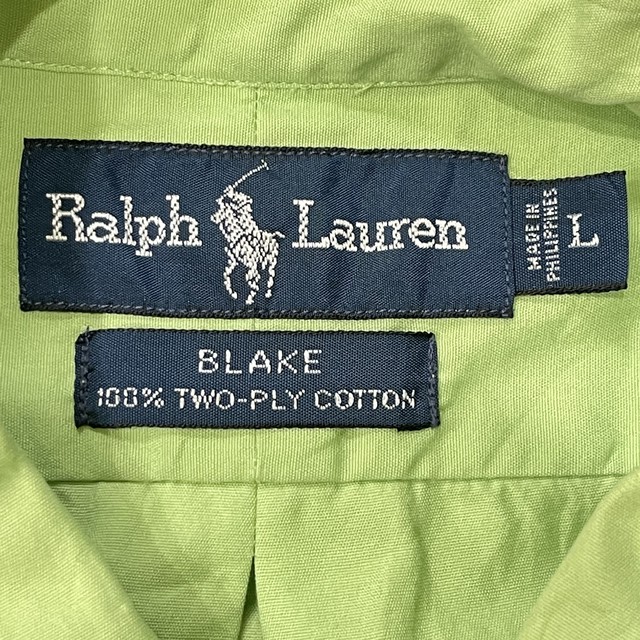 Ralph Lauren
MADE IN
PHILIPPINES
L
BLAKE
100% TWO-PLY COTTON